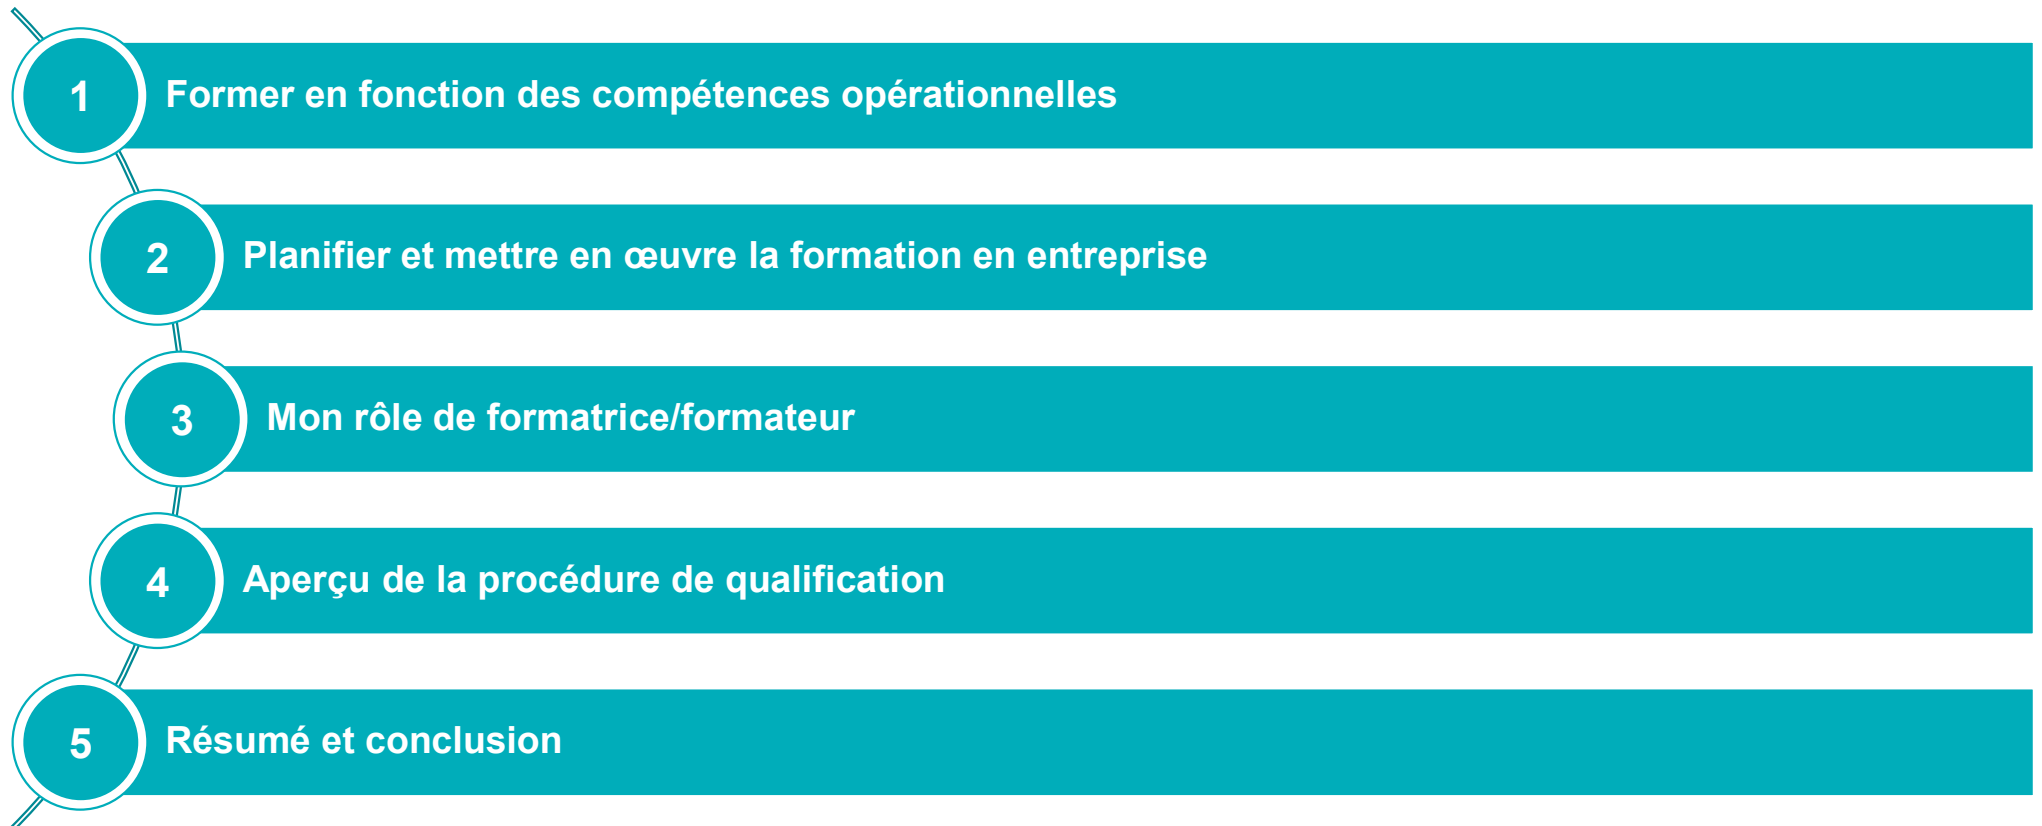 1 Former en fonction des compétences opérationnelles
2 Planifier et mettre en œuvre la formation en entreprise
3 Mon rôle de formatrice/formateur
4 Aperçu de la procédure de qualification
5 Résumé et conclusion